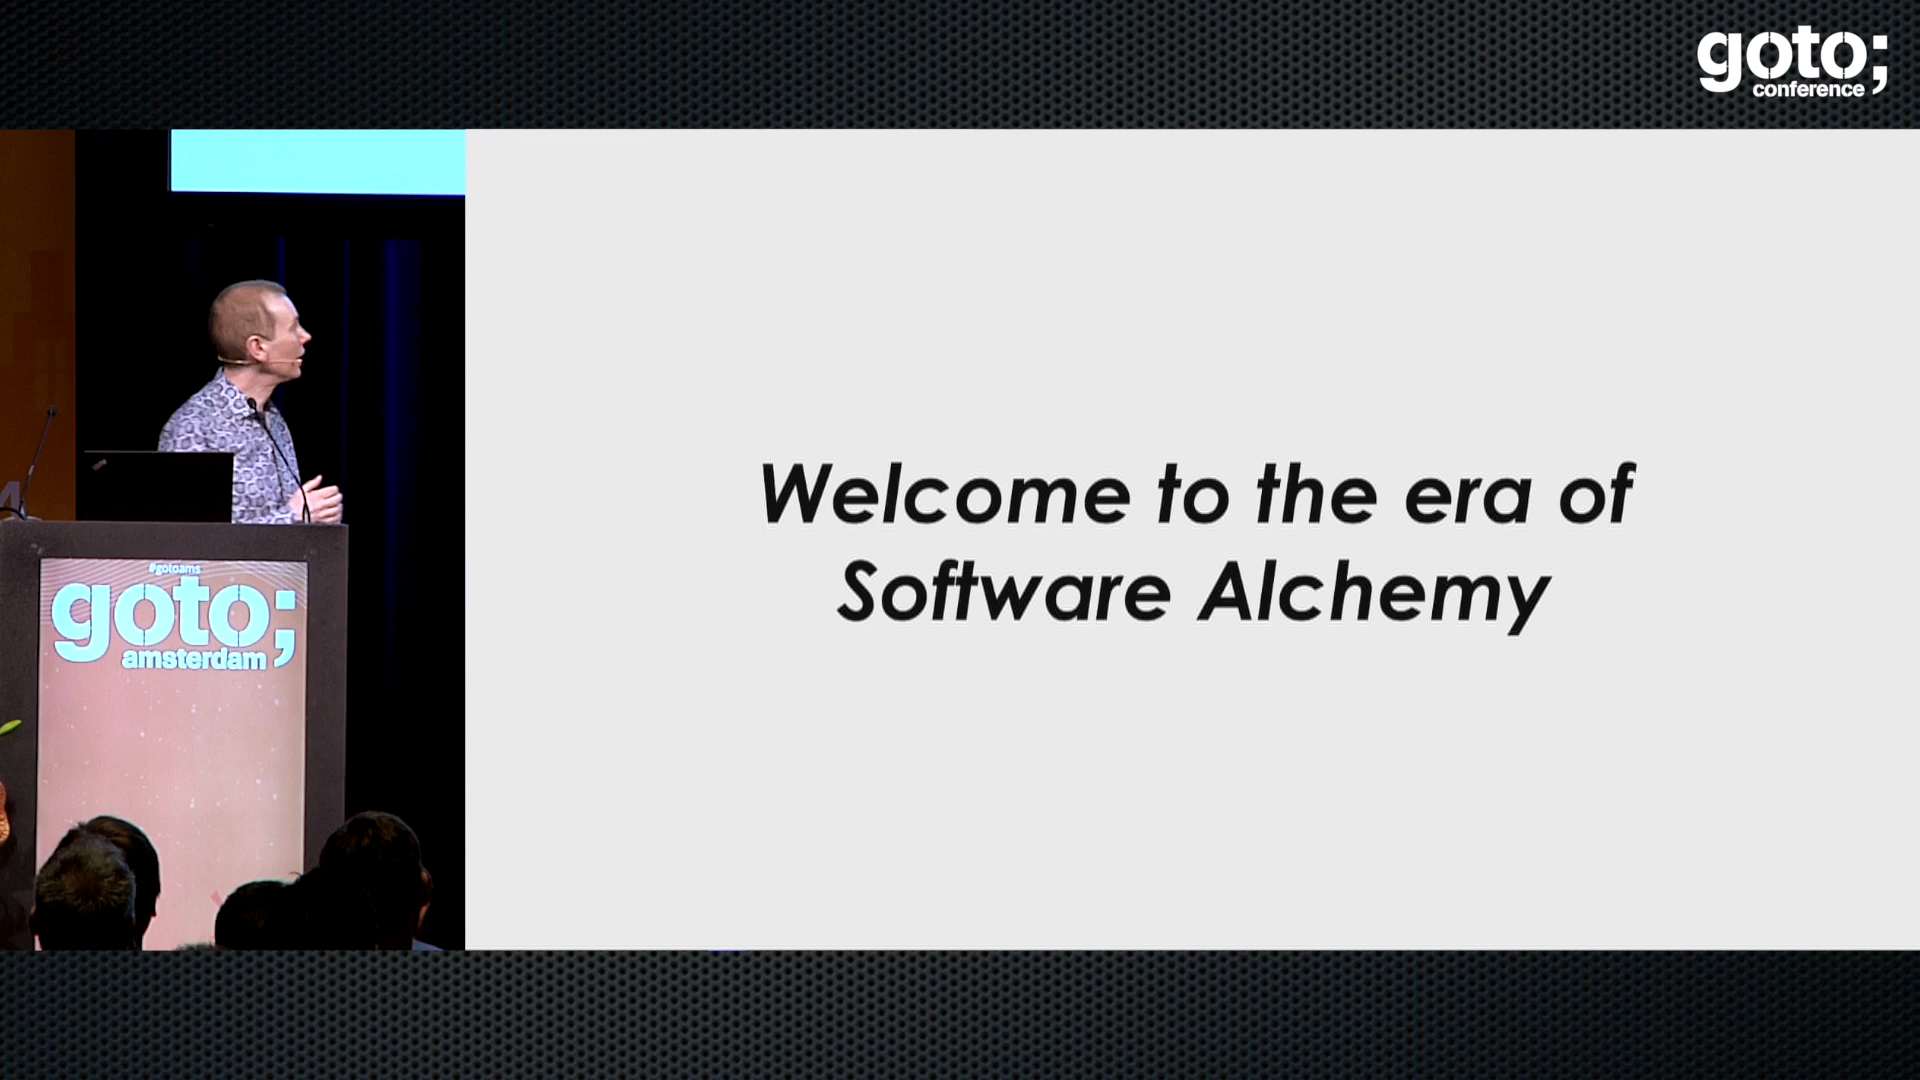 goto;
conference
Welcome to the era of
Software Alchemy
#gotoams
goto;
amsterdam